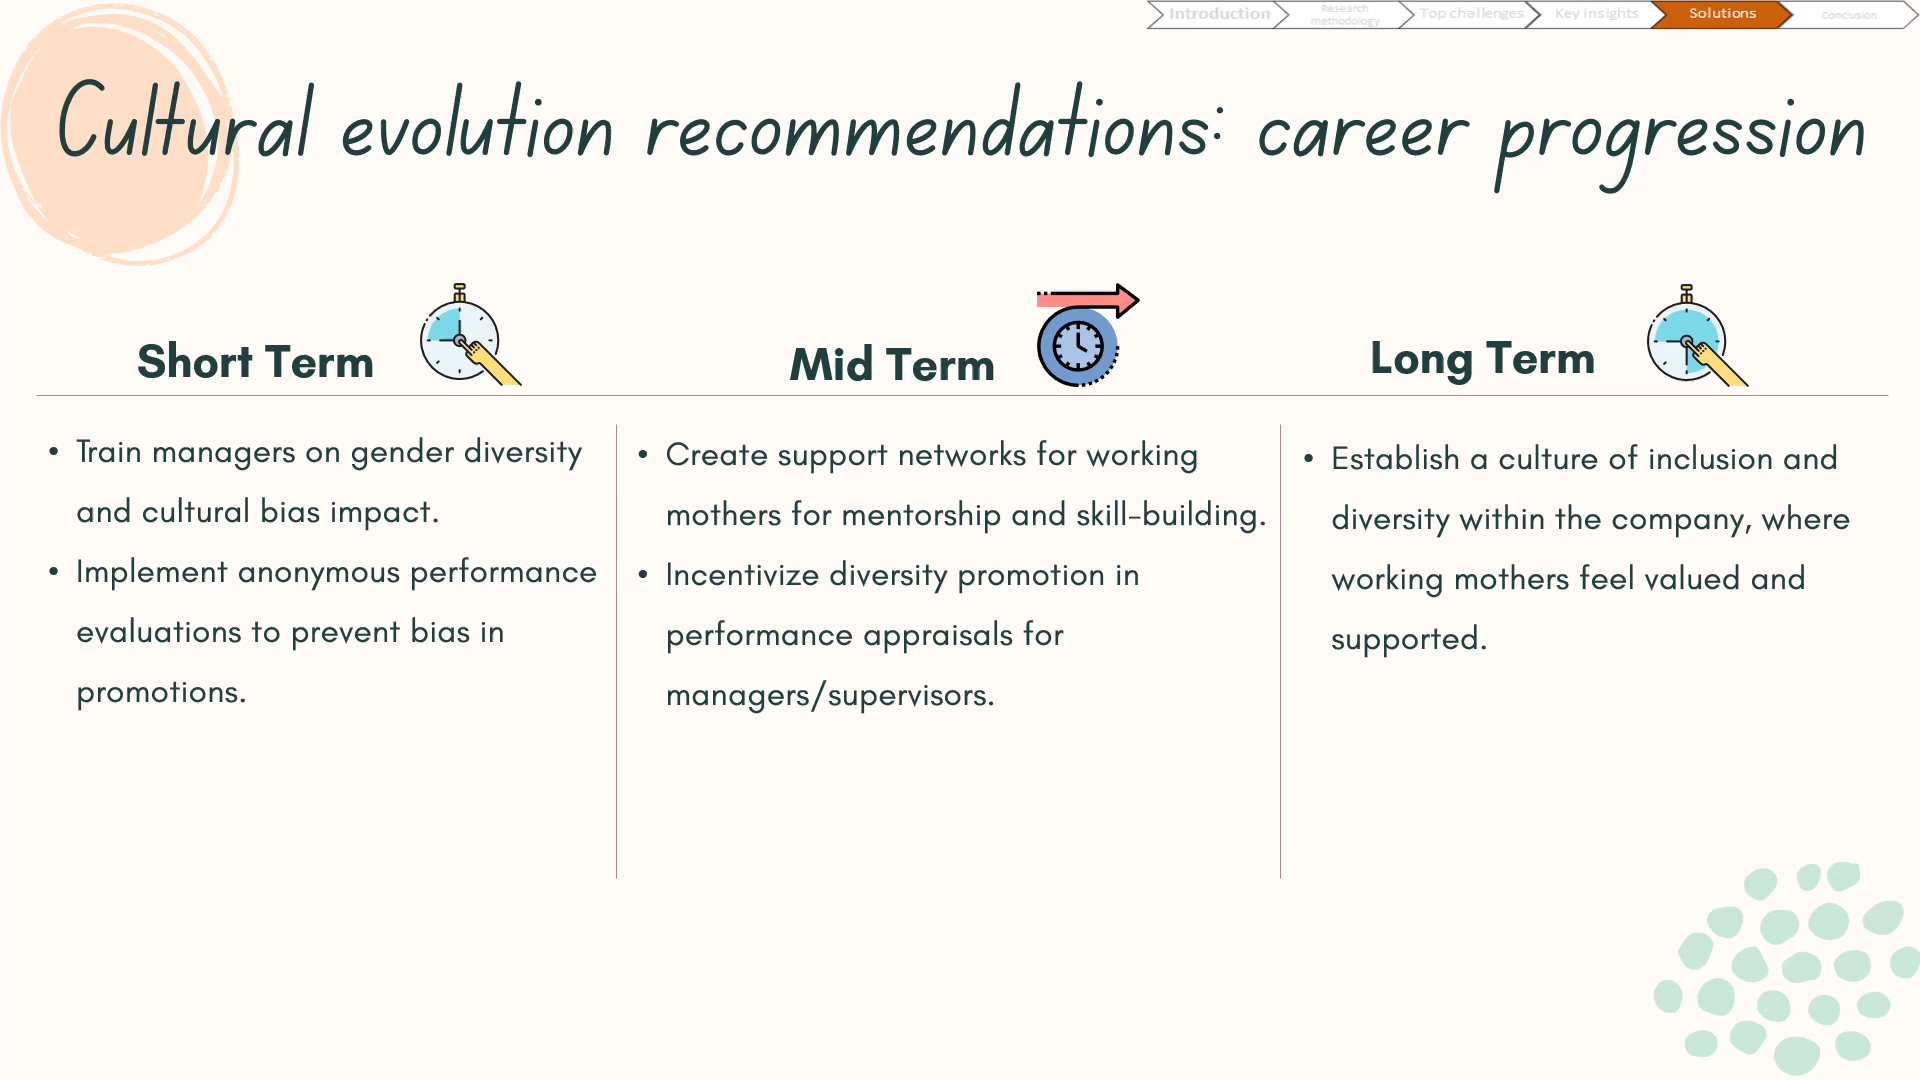 Introduction
Research
methodology
Top challenges
Key insights
Solutions
Conclusion
Cultural evolution recommendations: career progression
Short Term
Mid Term
Long Term
• Train managers on gender diversity
and cultural bias impact.
• Implement anonymous performance
evaluations to prevent bias in
promotions.
• Create support networks for working
mothers for mentorship and skill-building.
• Incentivize diversity promotion in
performance appraisals for
managers/supervisors.
• Establish a culture of inclusion and
diversity within the company, where
working mothers feel valued and
supported.